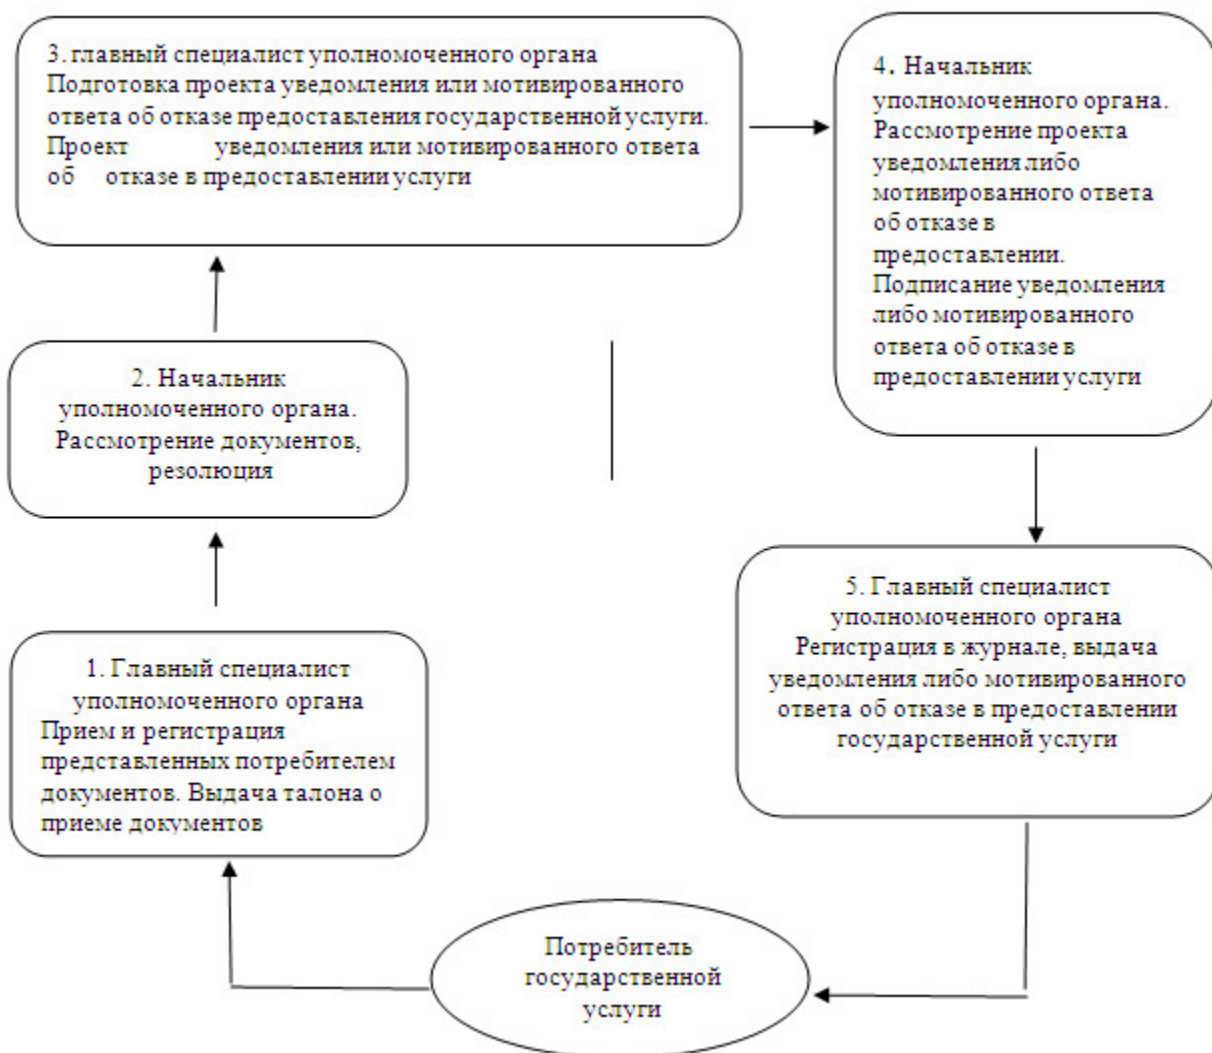 3. главный специалист уполномоченного органа
Подготовка проекта уведомления или мотивированного
ответа об отказе предоставления государственной услуги.
Проект уведомления или мотивированного ответа
об отказе в предоставлении услуги
4. Начальник
уполномоченного органа.
Рассмотрение проекта
уведомления либо
мотивированного ответа
об отказе в
предоставлении.
Подписание уведомления
либо мотивированного
ответа об отказе в
предоставлении услуги
2. Начальник
уполномоченного органа.
Рассмотрение документов,
резолюция
1. Главный специалист
уполномоченного органа
Прием и регистрация
представленных потребителем
документов. Выдача талона о
приеме документов
5. Главный специалист
уполномоченного органа
Регистрация в журнале, выдача
уведомления либо мотивированного
ответа об отказе в предоставлении
государственной услуги
Потребитель
государственной
услуги